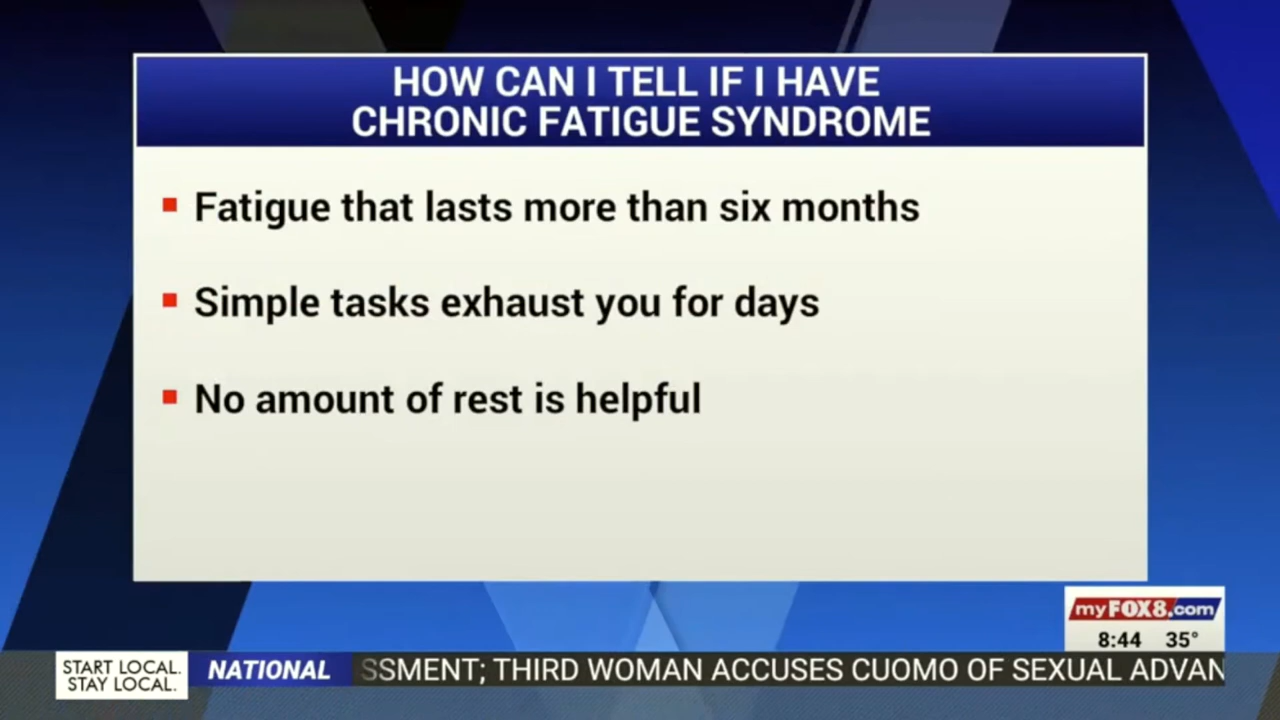 HOW CAN I TELL IF I HAVE
CHRONIC FATIGUE SYNDROME
Fatigue that lasts more than six months
Simple tasks exhaust you for days
No amount of rest is helpful
myFOX8.com
8:44 35°
START LOCAL.
STAY LOCAL.
NATIONAL
SSMENT; THIRD WOMAN ACCUSES CUOMO OF SEXUAL ADVAN